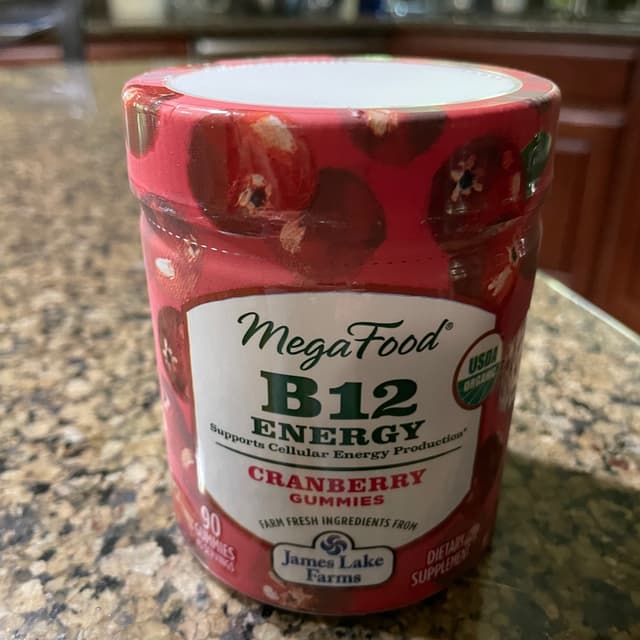 MegaFood®
B12
ENERGY
Supports Cellular Energy Production*
CRANBERRY
GUMMIES
FARM FRESH INGREDIENTS FROM
James Lake
Farms
USDA
ORGANIC
90
GUMMIES
DIETARY
SUPPLEMENT